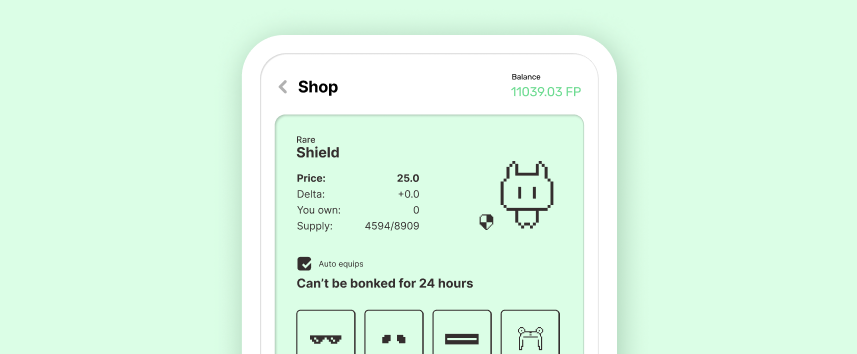 Shop
Balance
11039.03 FP
Rare
Shield
Price: 25.0
Delta: +0.0
You own: 0
Supply: 4594/8909
Auto equips
Can't be bonked for 24 hours